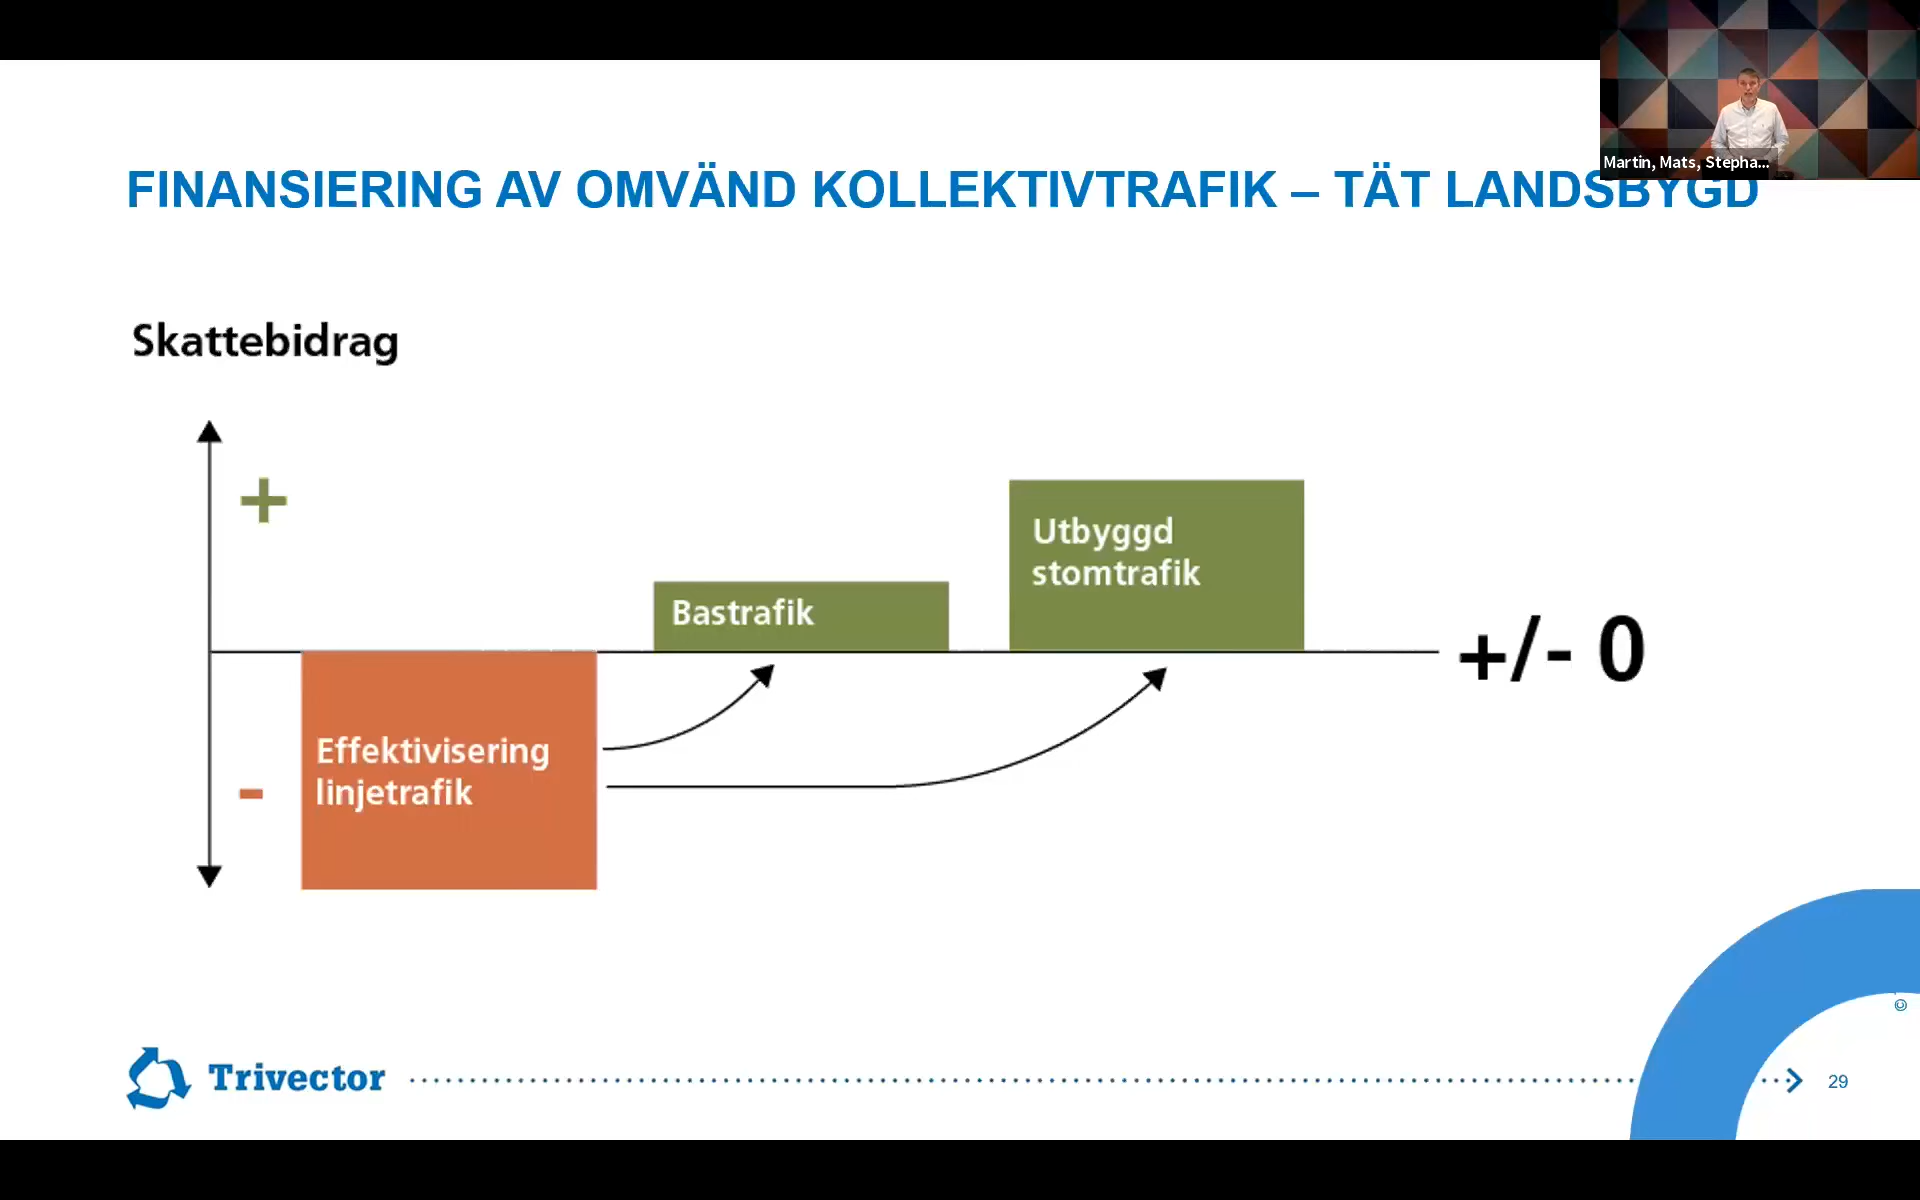 Martin, Mats, Stepha...
FINANSIERING AV OMVÄND KOLLEKTIVTRAFIK – TÄT LANDSBYGD
Skattebidrag
+
Utbyggd
stomtrafik
Bastrafik
+/- 0
Effektivisering
linjetrafik
-
©
Trivector
29